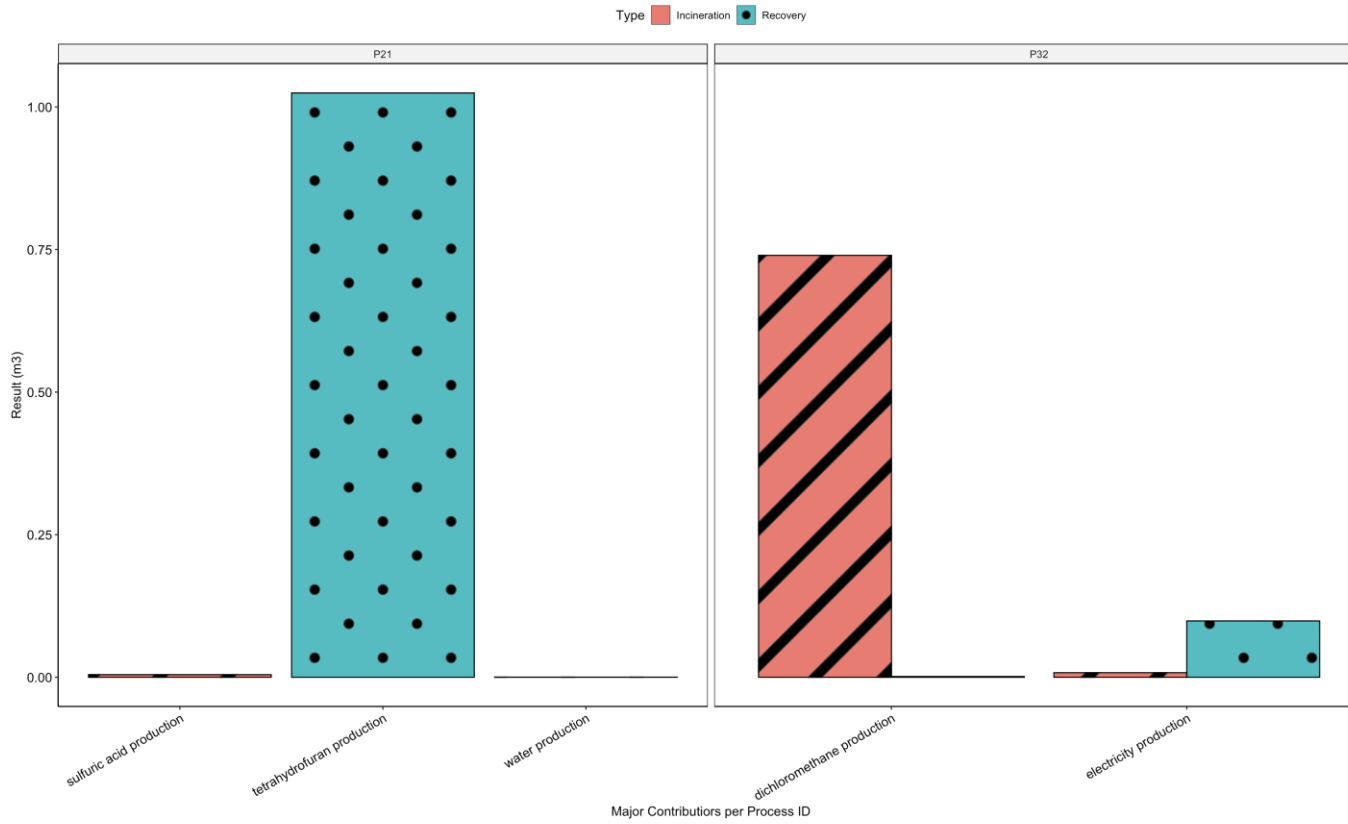 Type Incineration Recovery
P21
P32
Result (m3)
1.00
0.75
0.50
0.25
0.00
sulfuric acid production
tetrahydrofuran production
water production
dichloromethane production
electricity production
Major Contributiors per Process ID